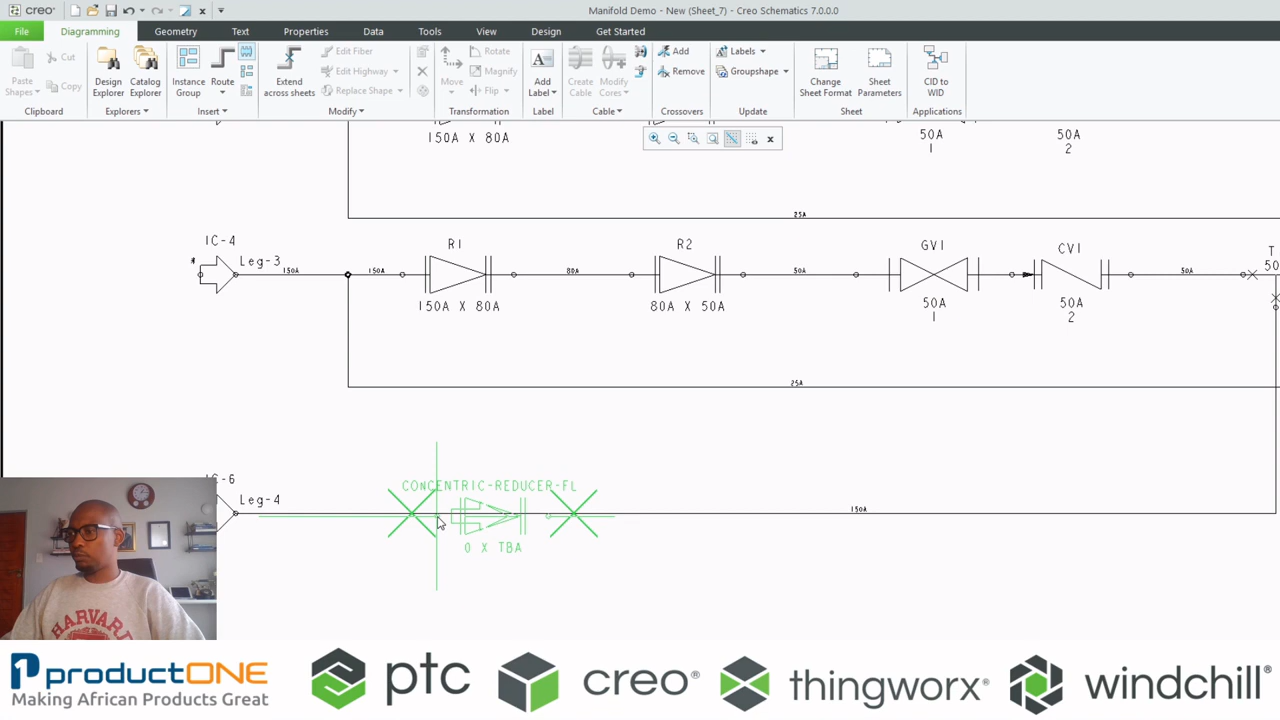 creo
Manifold Demo - New (Sheet_7) - Creo Schematics 7.0.0.0
File Diagramming Geometry Text Properties Data Tools View Design Get Started
Paste Shapes
Cut
Copy
Clipboard
Design Explorer
Catalog Explorer
Explorers
Instance Group
Route
Insert
Extend across sheets
Edit Fiber
Edit Highway
Replace Shape
Modify
Move
Rotate
Magnify
Flip
Transformation
Add Label
Label
Create Cable
Modify Cores
Cable
Add
Remove
Crossovers
Labels
Groupshape
Update
Change Sheet Format
Sheet Parameters
Sheet
CID to WID
Applications
150A X 80A
50A
1
50A
2
25A
IC-4
Leg-3
150A
150A
R1
150A X 80A
80A
R2
80A X 50A
50A
GV1
50A
1
CV1
50A
2
50A
T
25A
Leg-4
CONCENTRIC-REDUCER-FL
0 X TBA
150A
HARVARD
productONE
Making African Products Great
ptc
creo®
thingworx®
windchill®